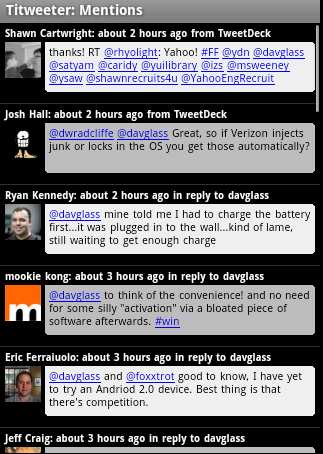 Titweeter: Mentions
Shawn Cartwright: about 2 hours ago from TweetDeck
thanks! RT @rhyolight: Yahoo! #FF @ydn @davglass
@satyam @caridy @yuilibrary @izs @msweeney
@ysaw @shawnrecruits4u @YahooEngRecruit
Josh Hall: about 2 hours ago from TweetDeck
@dwradcliffe @davglass Great, so if Verizon injects
junk or locks in the OS you get those automatically?
Ryan Kennedy: about 2 hours ago in reply to davglass
@davglass mine told me I had to charge the battery
first...it was plugged in to the wall...kind of lame,
still waiting to get enough charge
mookie kong: about 3 hours ago in reply to davglass
@davglass to think of the convenience! and no need
for some silly "activation" via a bloated piece of
software afterwards. #win
m
Eric Ferraiuolo: about 3 hours ago in reply to davglass
@davglass and @foxxtrot good to know, I have yet
to try an Andriod 2.0 device. Best thing is that
there's competition.
Jeff Craig: about 3 hours ago in reply to davglass